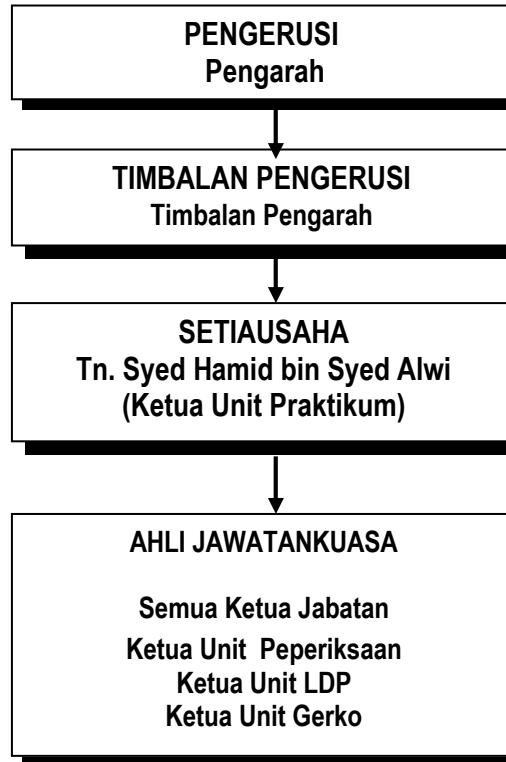 PENGERUSI
Pengarah
TIMBALAN PENGERUSI
Timbalan Pengarah
SETIAUSAHA
Tn. Syed Hamid bin Syed Alwi
(Ketua Unit Praktikum)
AHLI JAWATANKUASA
Semua Ketua Jabatan
Ketua Unit Peperiksaan
Ketua Unit LDP
Ketua Unit Gerko